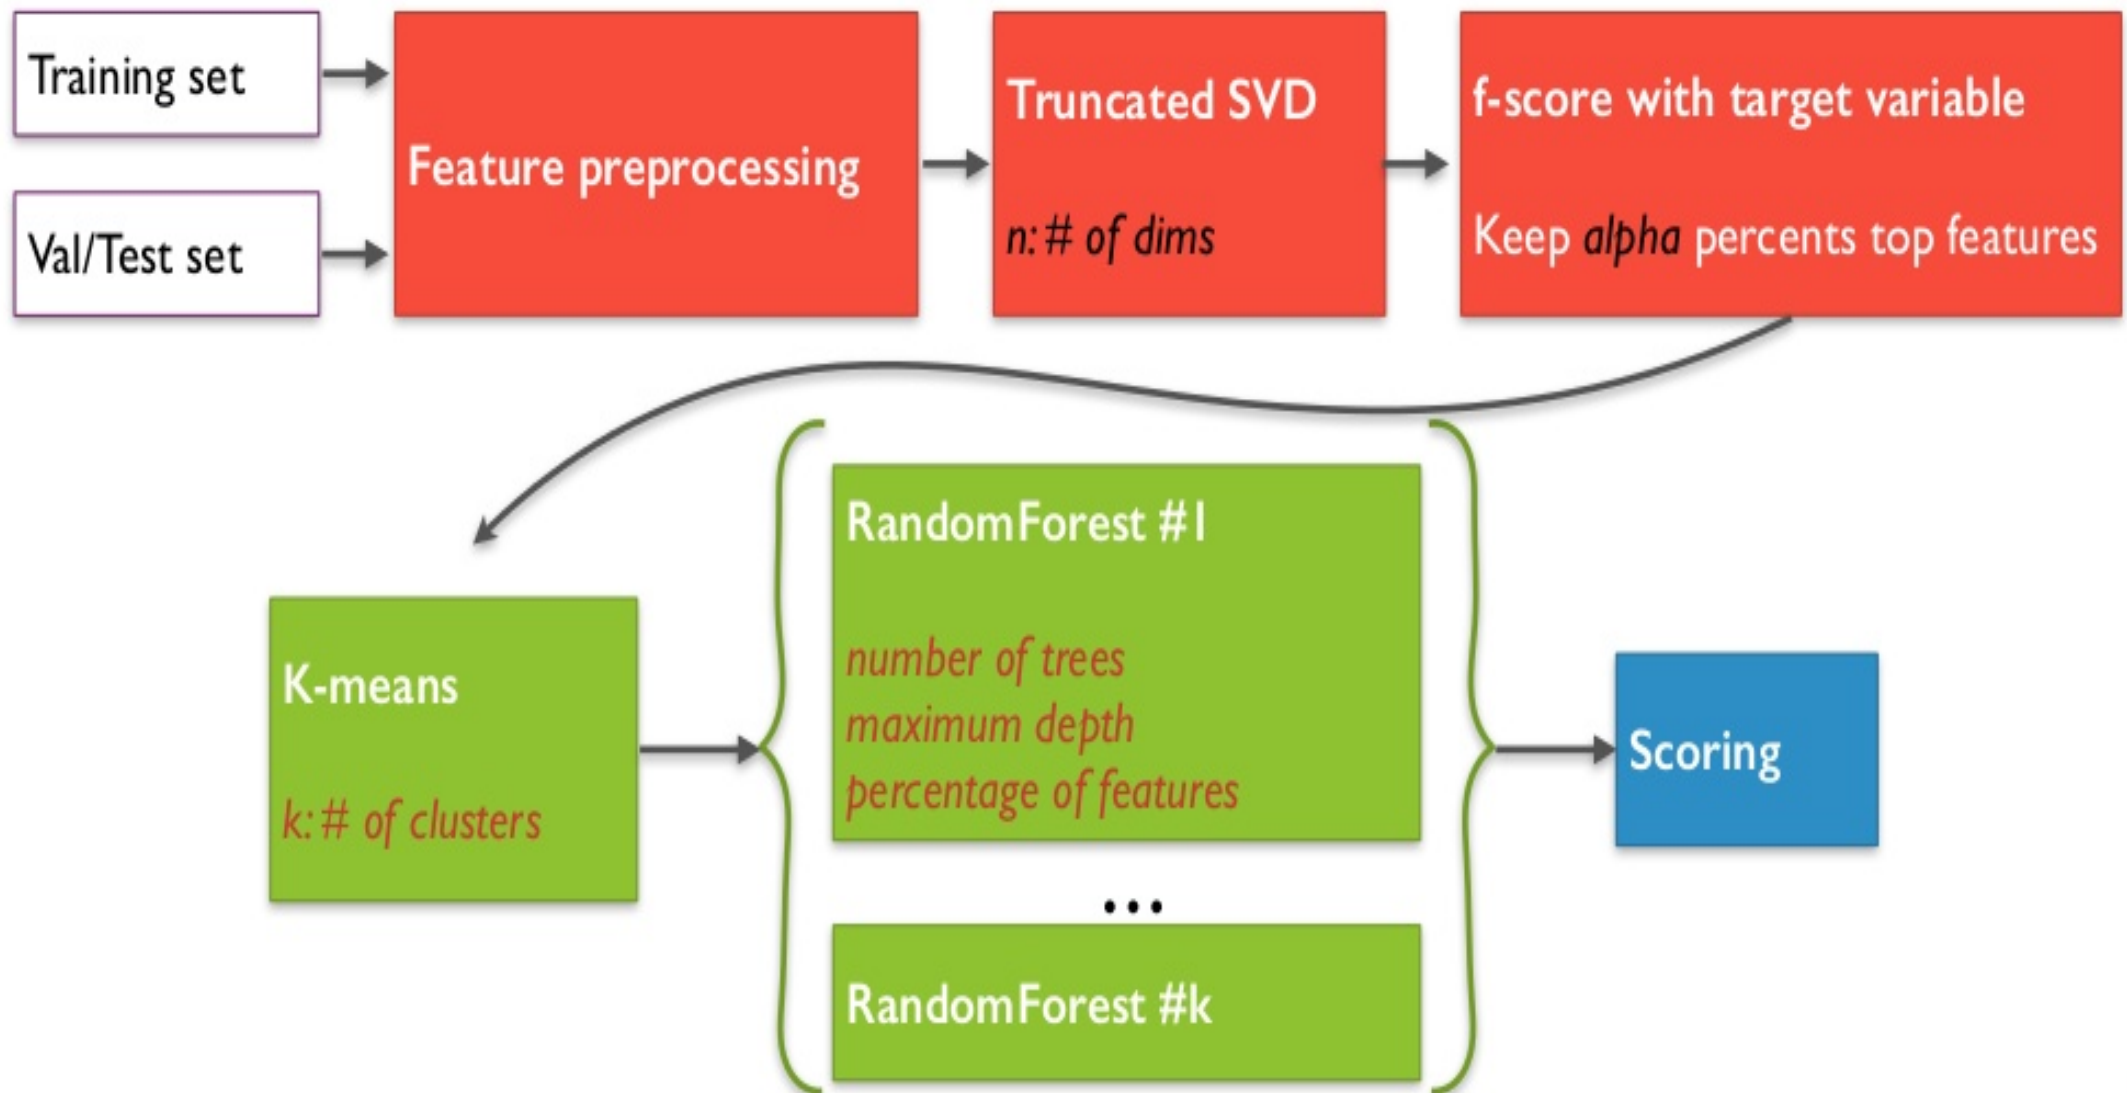 Training set
Val/Test set
Feature preprocessing
Truncated SVD
n: # of dims
f-score with target variable
Keep alpha percents top features
K-means
k: # of clusters
RandomForest #1
number of trees
maximum depth
percentage of features
...
RandomForest #k
Scoring